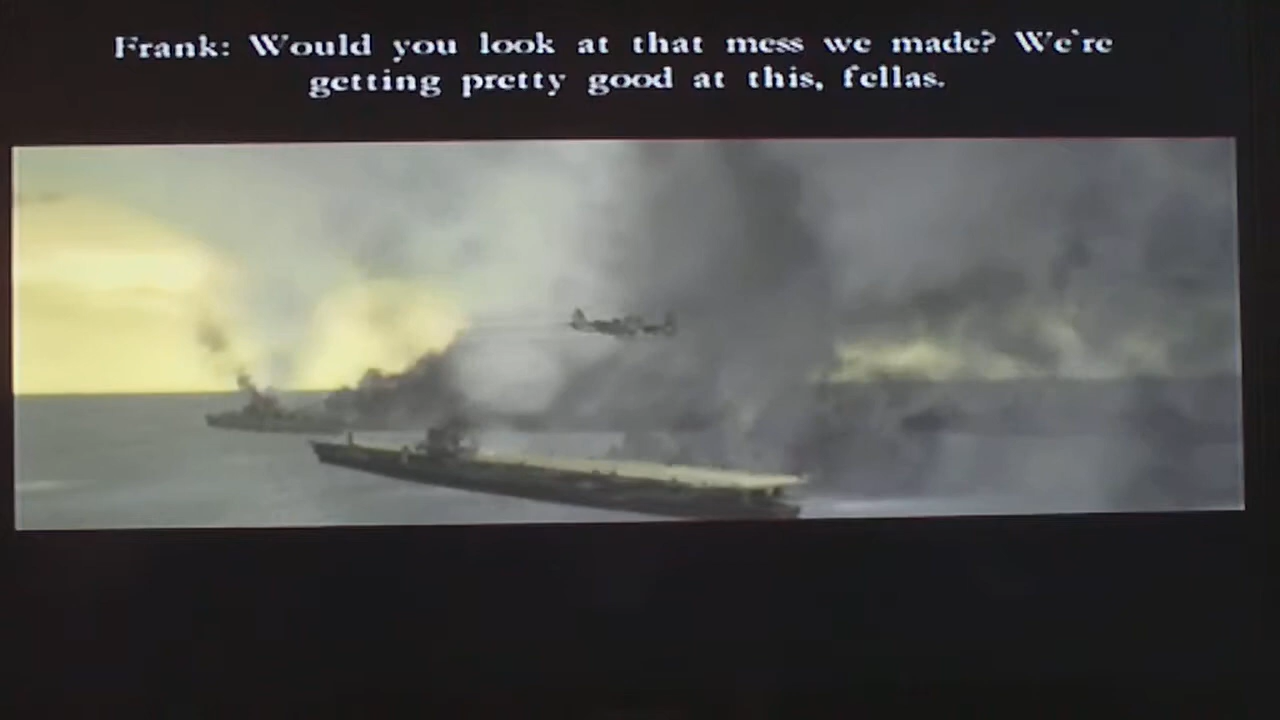 Frank: Would you look at that mess we made? We're
getting pretty good at this, fellas.